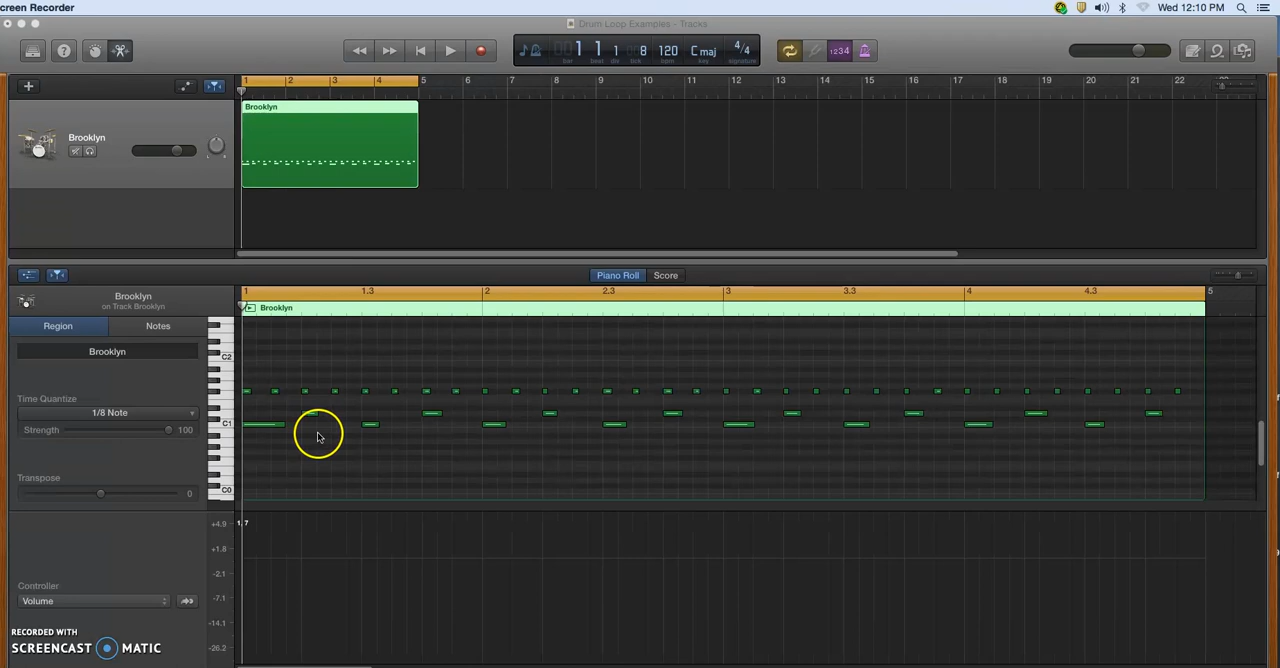 creen Recorder
Wed 12:10 PM
Drum Loop Examples - Tracks
1 1 1 8 120 C maj 4/4
bar beat div tick bpm key signature
1234
1 2 3 4 5 6 7 8 9 10 11 12 13 14 15 16 17 18 19 20 21 22
Brooklyn
Brooklyn
Piano Roll Score
Brooklyn
on Track Brooklyn
1 1.3 2 2.3 3 3.3 4 4.3 5
Brooklyn
Region Notes
Brooklyn
C2
Time Quantize
1/8 Note
Strength 100
C1
Transpose
0
C0
+4.9
+1.8
-2.1
Controller
Volume
-7.1
-14.1
-26.2
RECORDED WITH
SCREENCAST MATIC